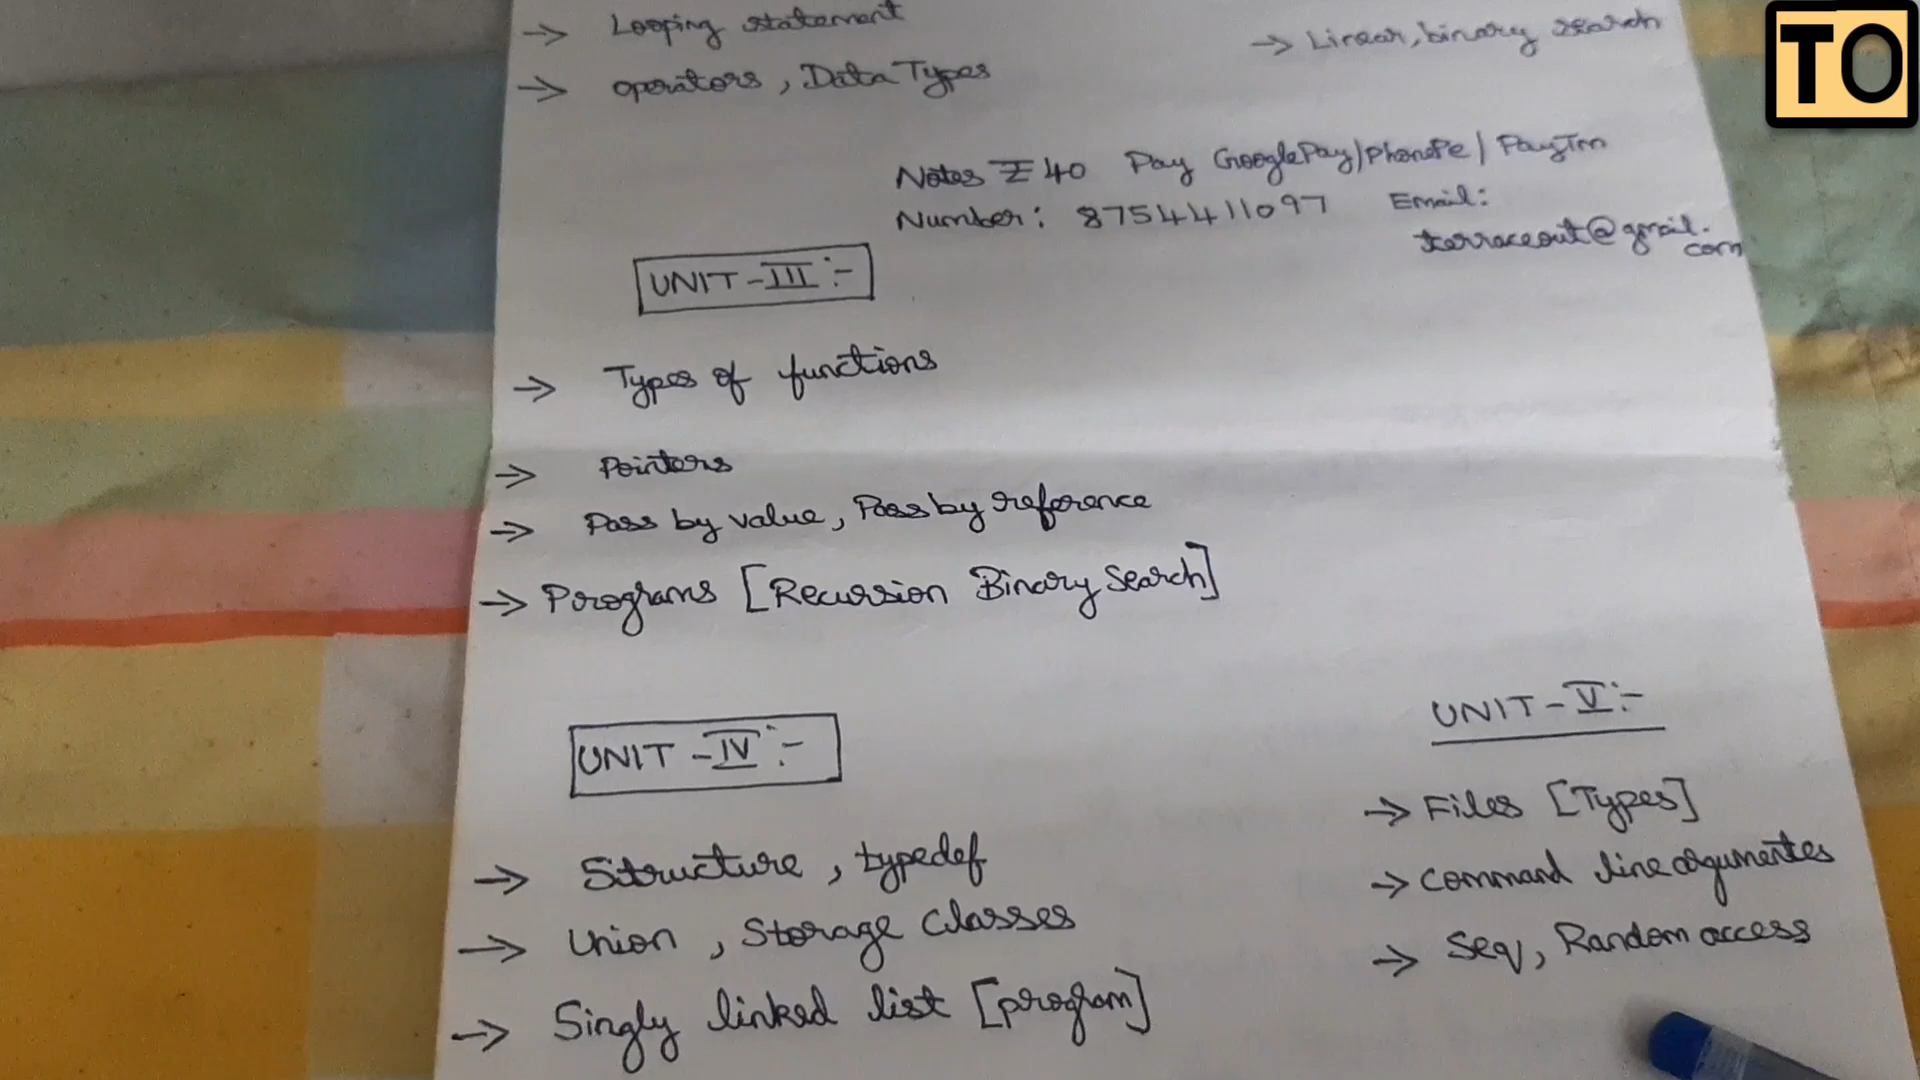 TO
→ Looping statement
→ Linear, binary search
→ operators, Data Types
Notes ₹ 40 Pay GooglePay/PhonePe/PayTm
Number: 8754411097 Email:
terraceout@gmail.
com
UNIT-III:-
→ Types of functions
→ Pointers
→ Pass by value, Pass by reference
→ Programs [Recursion Binary Search]
UNIT-IV:-
→ Structure, typedef
→ Union, Storage classes
→ Singly linked list [program]
UNIT-V:-
→ Files [Types]
→ Command line argumentes
→ Seq, Random access